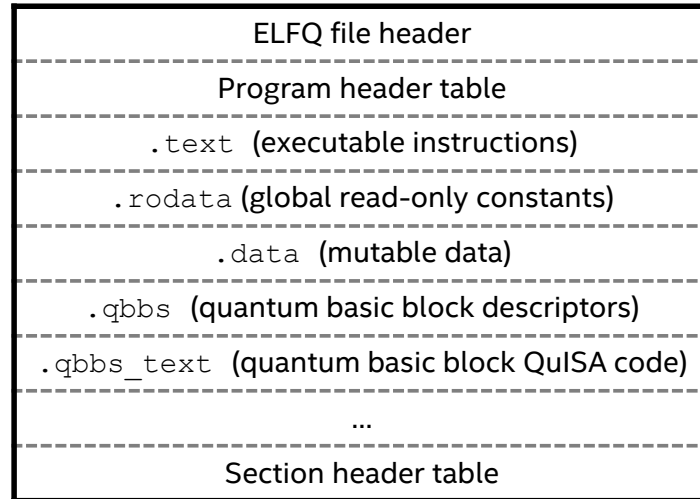 ELFQ file header
Program header table
.text (executable instructions)
.rodata (global read-only constants)
.data (mutable data)
.qbbs (quantum basic block descriptors)
.qbbs_text (quantum basic block QuISA code)
...
Section header table